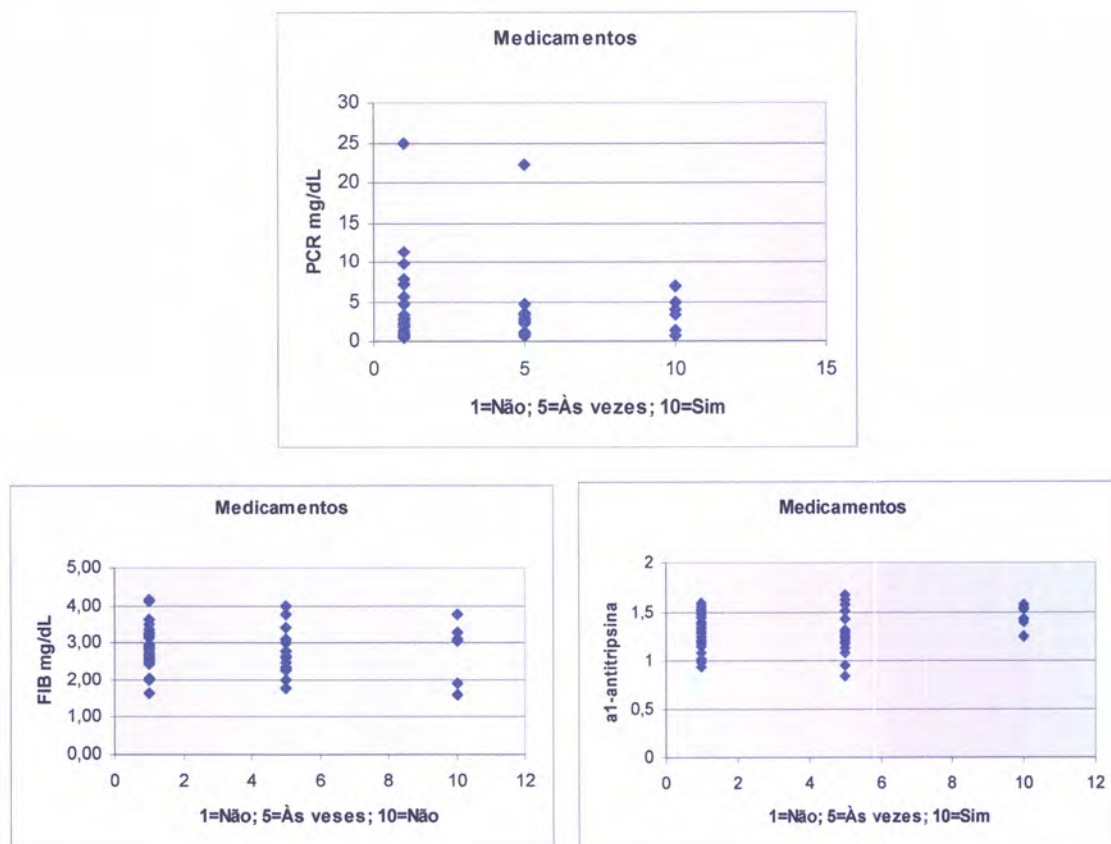 Medicamentos
PCR mg/dL
30
25
20
15
10
5
0
0 5 10 15
1=Não; 5=Às vezes; 10=Sim
Medicamentos
FIB mg/dL
5,00
4,00
3,00
2,00
1,00
0,00
0 2 4 6 8 10 12
1=Não; 5=Às veses; 10=Não
Medicamentos
a1-antitripsina
2
1,5
1
0,5
0
0 2 4 6 8 10 12
1=Não; 5=Às vezes; 10=Sim